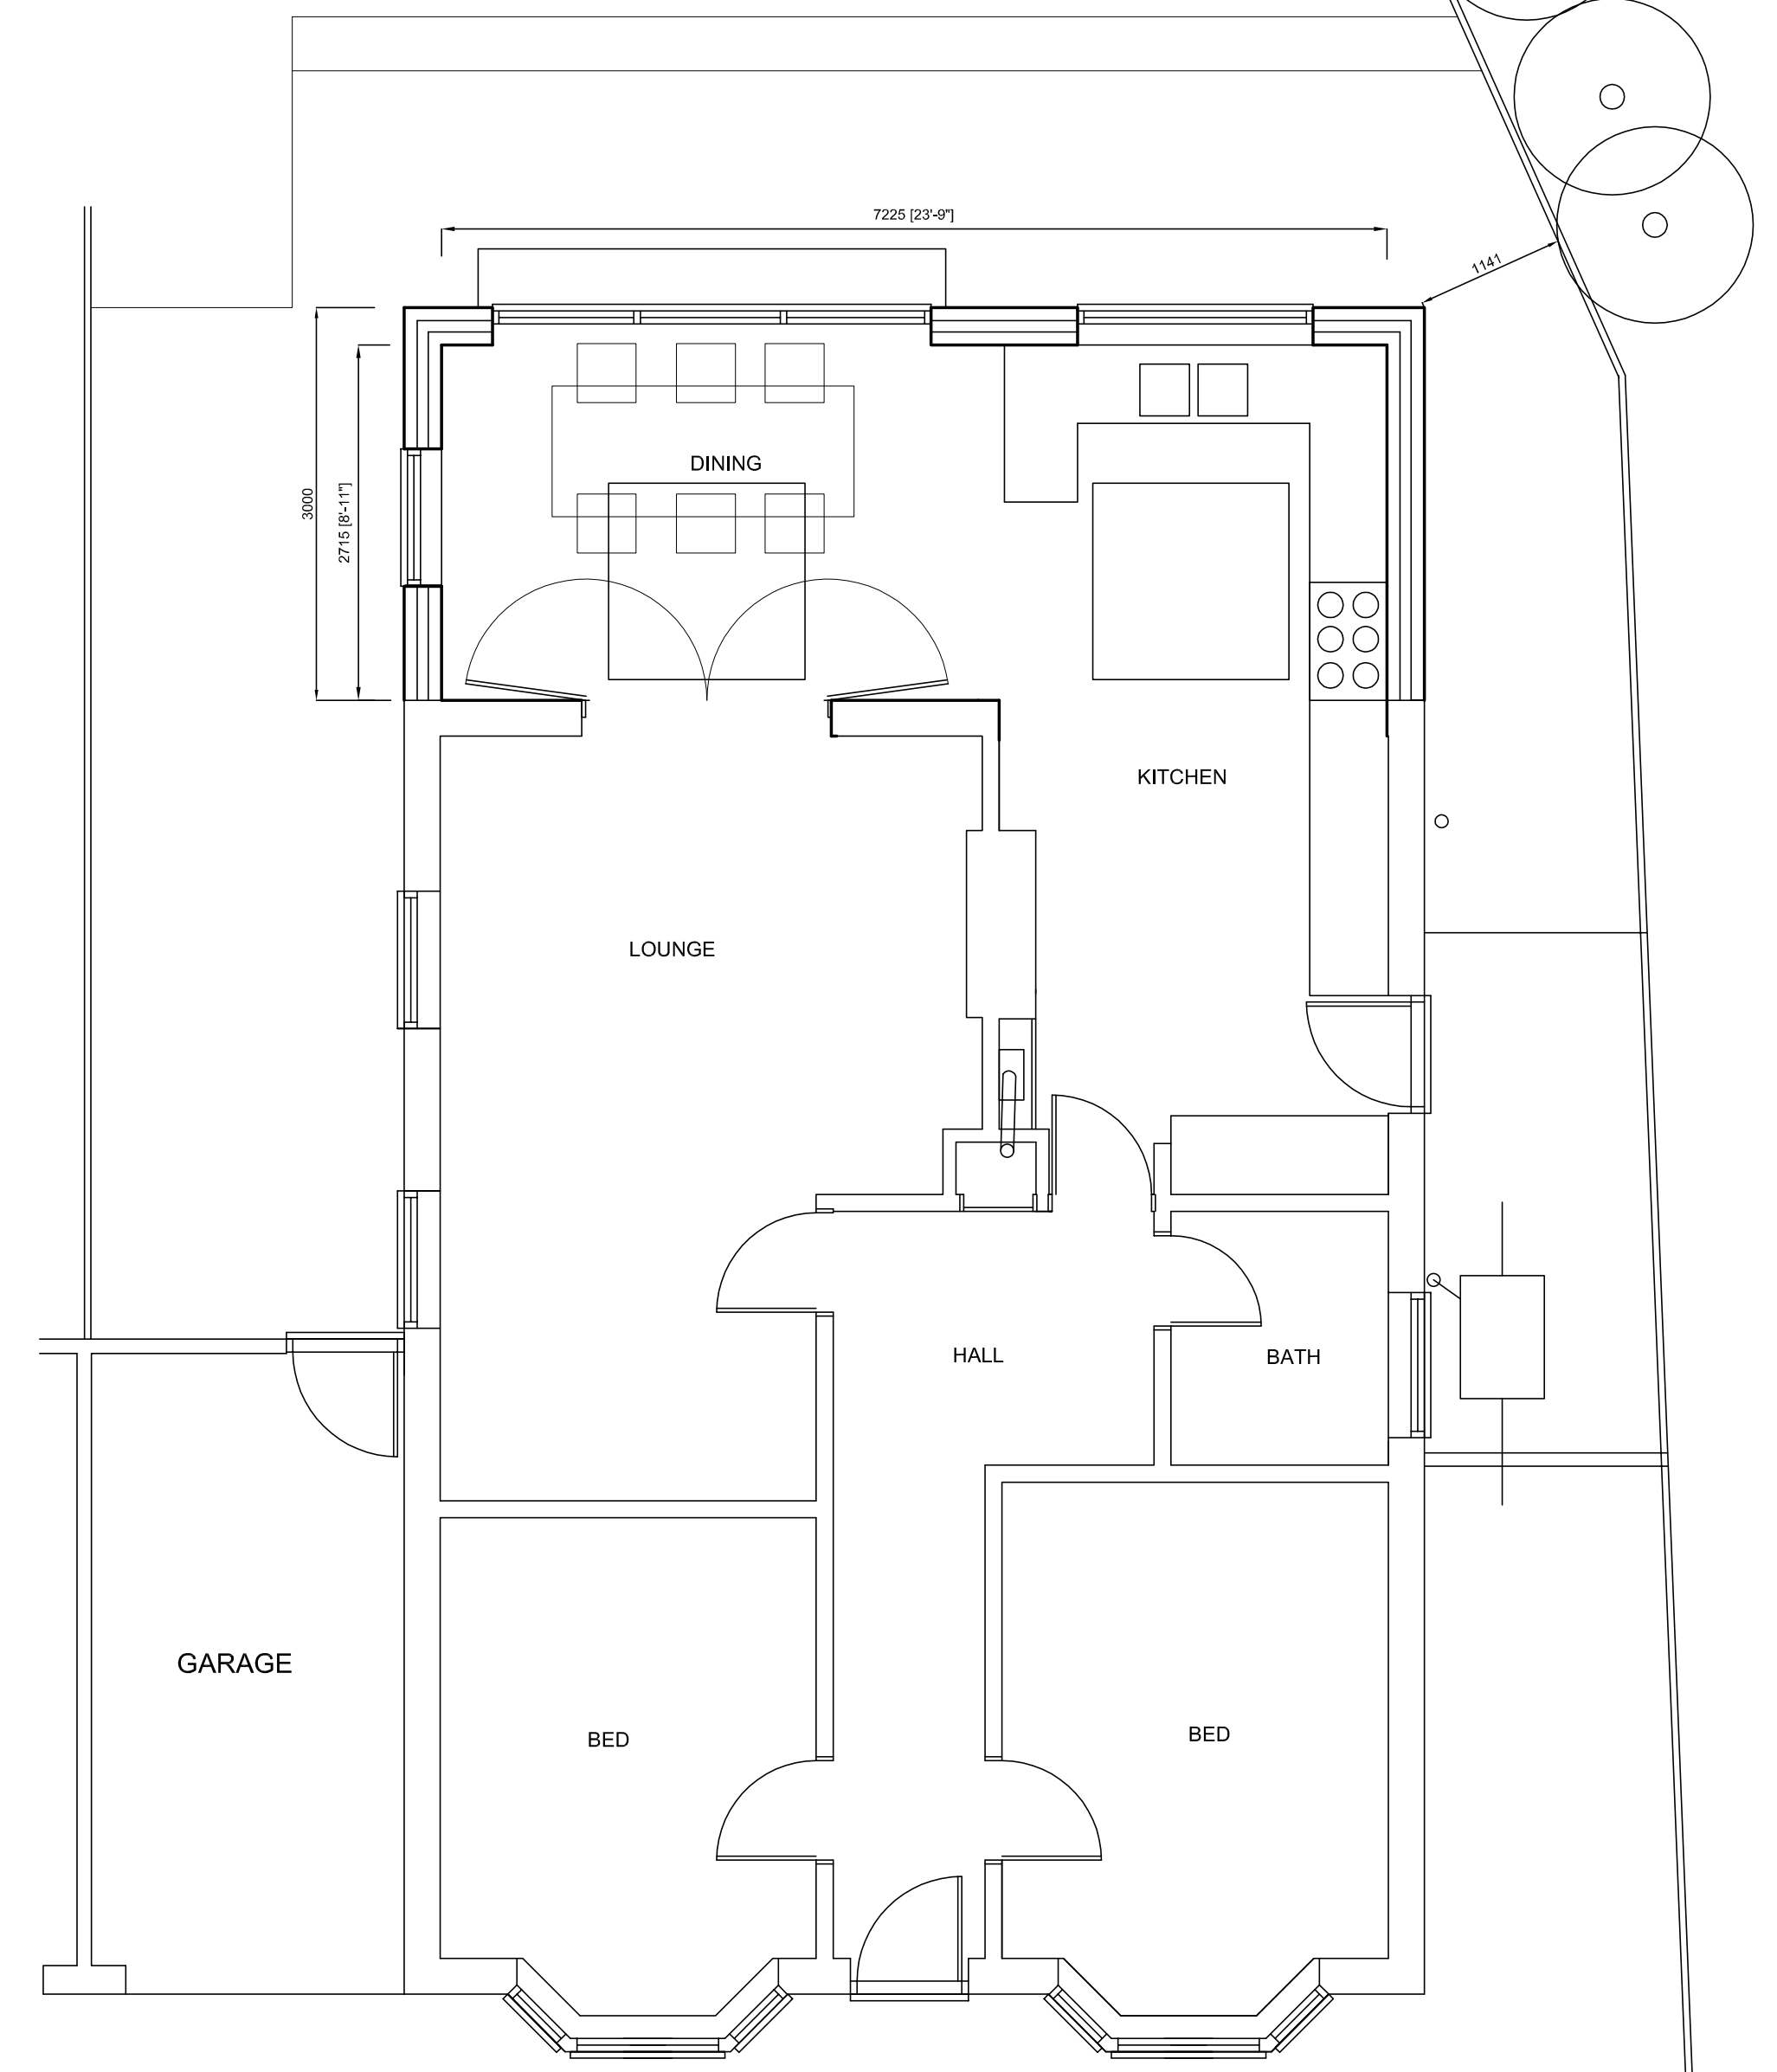 7225 [23'-9"]
1141
DINING
3000
2715 [8'-11"]
KITCHEN
LOUNGE
HALL
BATH
GARAGE
BED
BED